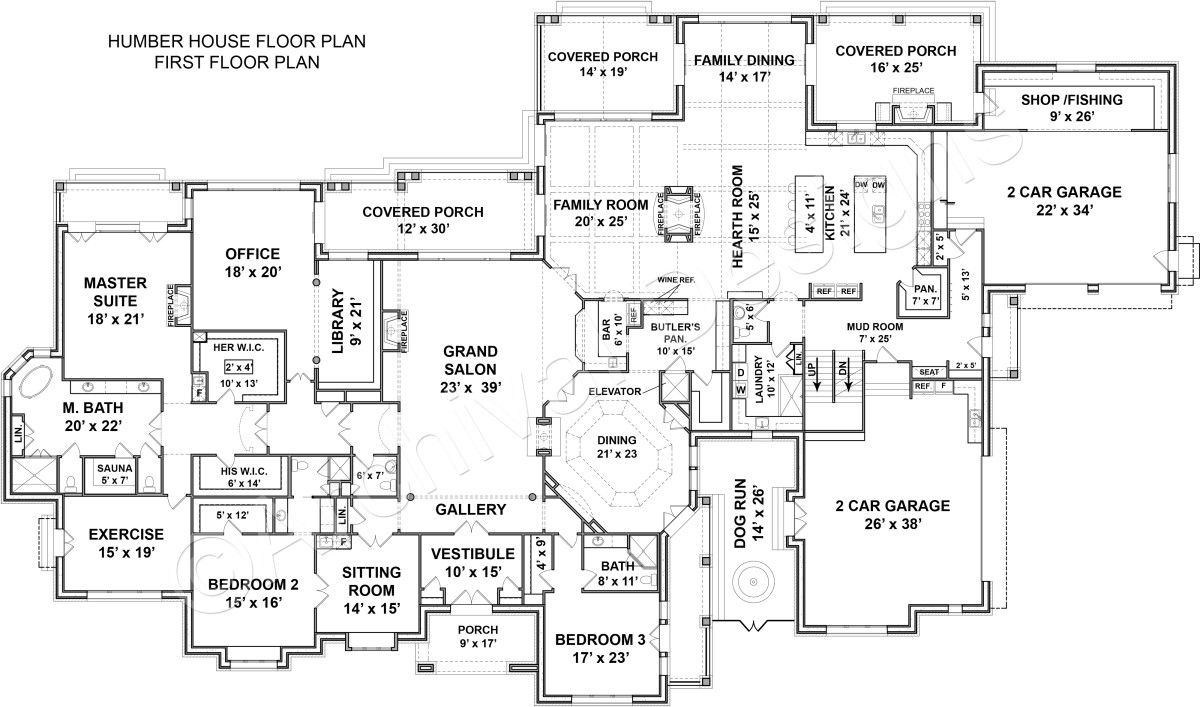 HUMBER HOUSE FLOOR PLAN
FIRST FLOOR PLAN
COVERED PORCH
14' x 19'
FAMILY DINING
14' x 17'
COVERED PORCH
16' x 25'
FIREPLACE
SHOP /FISHING
9' x 26'
2 CAR GARAGE
22' x 34'
FAMILY ROOM
20' x 25'
FIREPLACE
FIREPLACE
HEARTH ROOM
15' x 25'
4' x 11'
KITCHEN
21' x 24'
DW
DW
2' x 5'
5' x 13'
PAN.
7' x 7'
REF
REF
WINE REF.
COVERED PORCH
12' x 30'
OFFICE
18' x 20'
MASTER
SUITE
18' x 21'
FIREPLACE
LIBRARY
9' x 21'
FIREPLACE
HER W.I.C.
2' x 4'
10' x 13'
F
GRAND
SALON
23' x 39'
BAR
6' x 10'
REF
BUTLER'S
PAN.
10' x 15'
5' x 6'
MUD ROOM
7' x 25'
LAUNDRY
10' x 12'
LIN.
D
W
UP
DN
2' x 5'
SEAT
REF.
F
ELEVATOR
M. BATH
20' x 22'
LIN.
SAUNA
5' x 7'
HIS W.I.C.
6' x 14'
6' x 7'
DINING
21' x 23
5' x 12'
LIN.
F
GALLERY
EXERCISE
15' x 19'
BEDROOM 2
15' x 16'
SITTING
ROOM
14' x 15'
VESTIBULE
10' x 15'
4' x 9'
BATH
8' x 11'
DOG RUN
14' x 26'
2 CAR GARAGE
26' x 38'
PORCH
9' x 17'
BEDROOM 3
17' x 23'
© Archival Designs